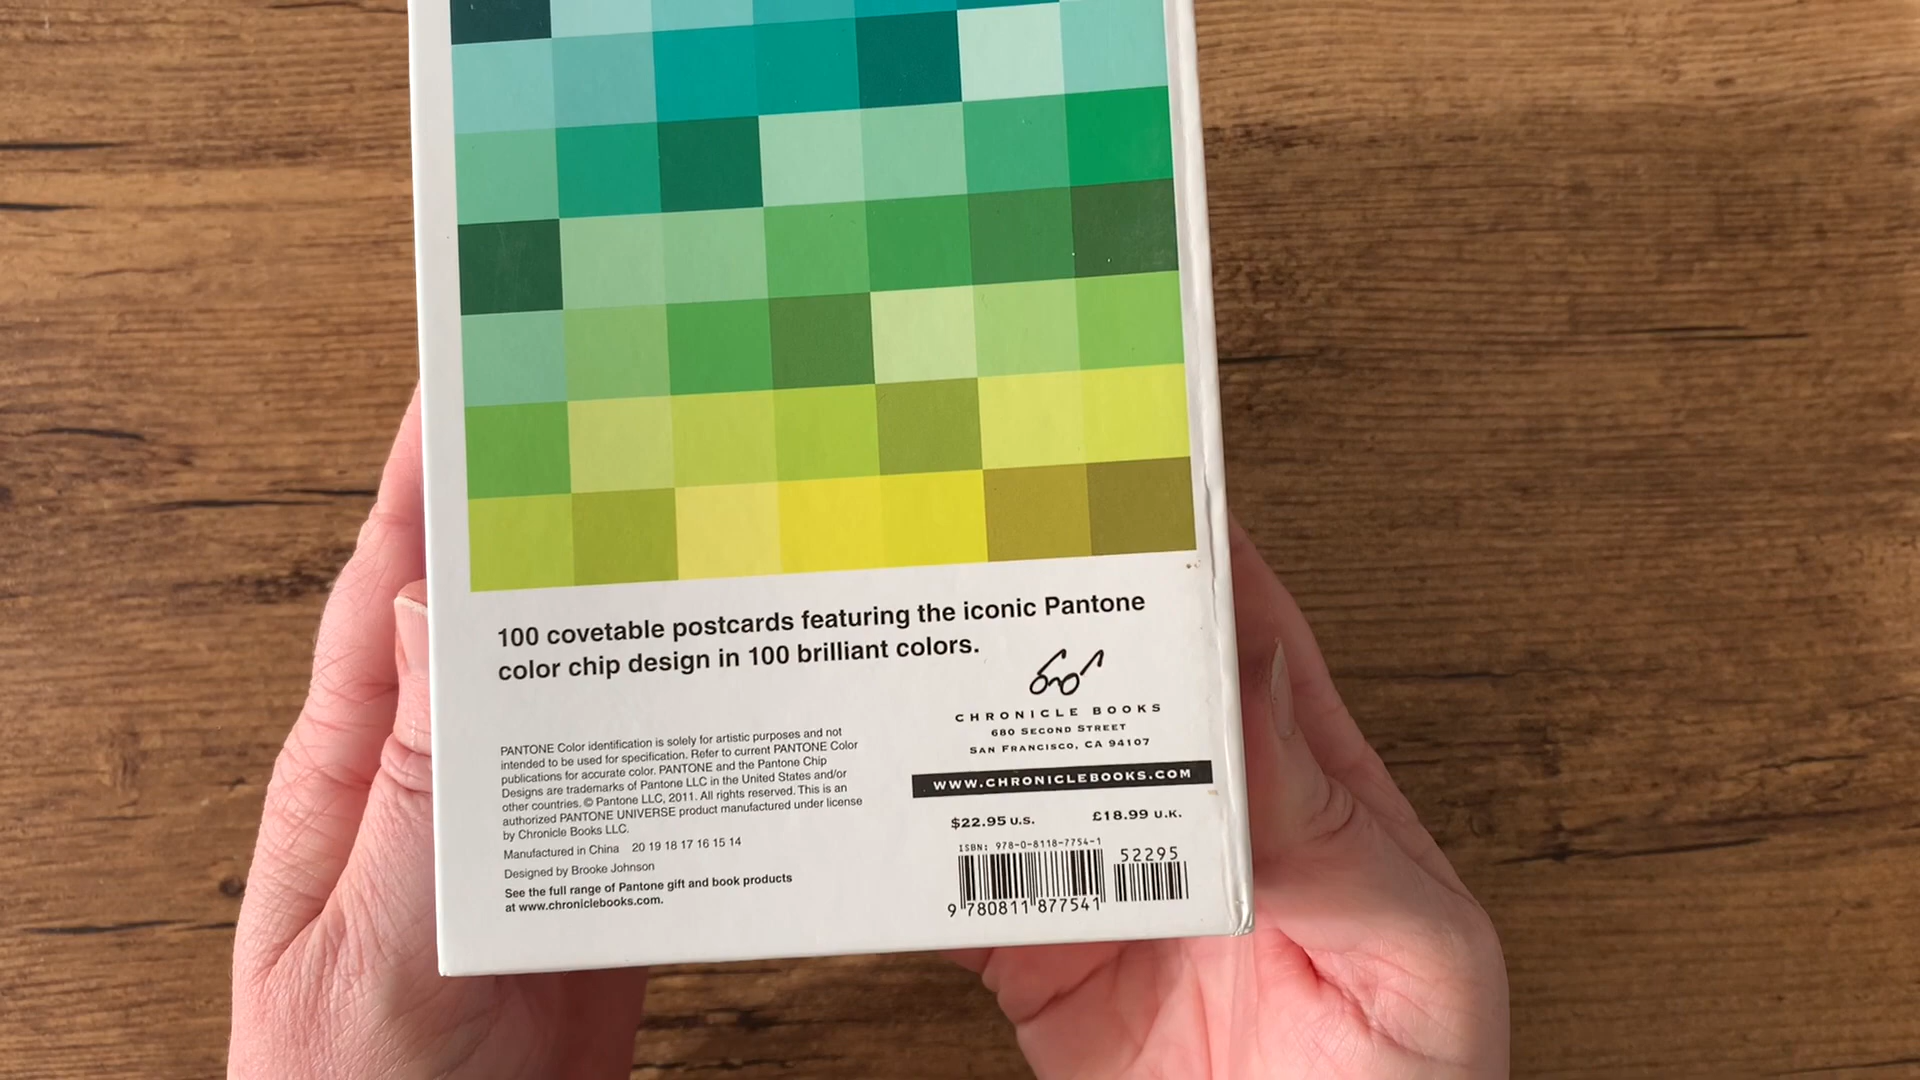 100 covetable postcards featuring the iconic Pantone
color chip design in 100 brilliant colors.
PANTONE Color identification is solely for artistic purposes and not
intended to be used for specification. Refer to current PANTONE Color
publications for accurate color. PANTONE and the Pantone Chip
Designs are trademarks of Pantone LLC in the United States and/or
other countries. © Pantone LLC, 2011. All rights reserved. This is an
authorized PANTONE UNIVERSE product manufactured under license
by Chronicle Books LLC.
Manufactured in China 20 19 18 17 16 15 14
Designed by Brooke Johnson
See the full range of Pantone gift and book products
at www.chroniclebooks.com.
CHRONICLE BOOKS
680 SECOND STREET
SAN FRANCISCO, CA 94107
WWW.CHRONICLEBOOKS.COM
$22.95 U.S. £18.99 U.K.
ISBN: 978-0-8118-7754-1
52295
9 780811 877541